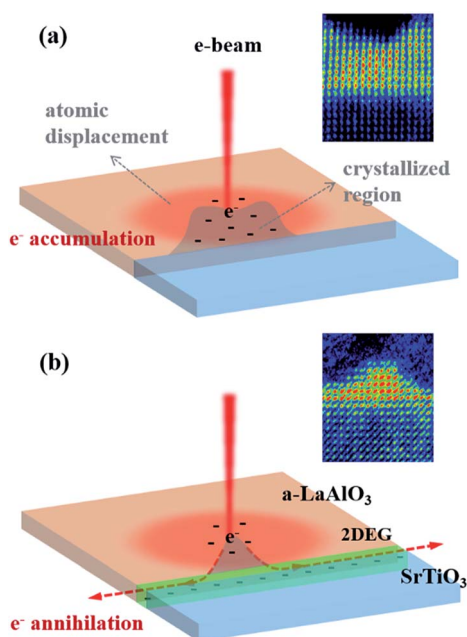 (a)
e-beam
atomic
displacement
e⁻
crystallized
region
e⁻ accumulation
(b)
a-LaAlO₃
e⁻
2DEG
SrTiO₃
e⁻ annihilation